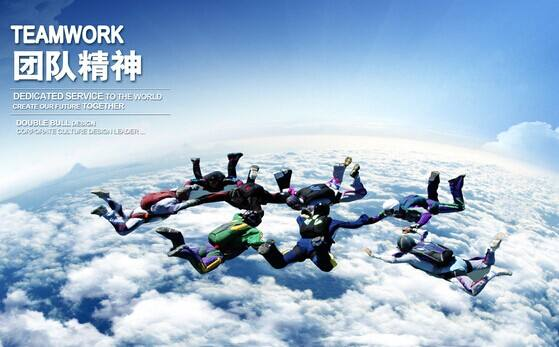 TEAMWORK
团队精神
DEDICATED SERVICE TO THE WORLD
CREATE OUR FUTURE TOGETHER
DOUBLE BULL DESIGN
CORPORATE CULTURE DESIGN LEADER ...